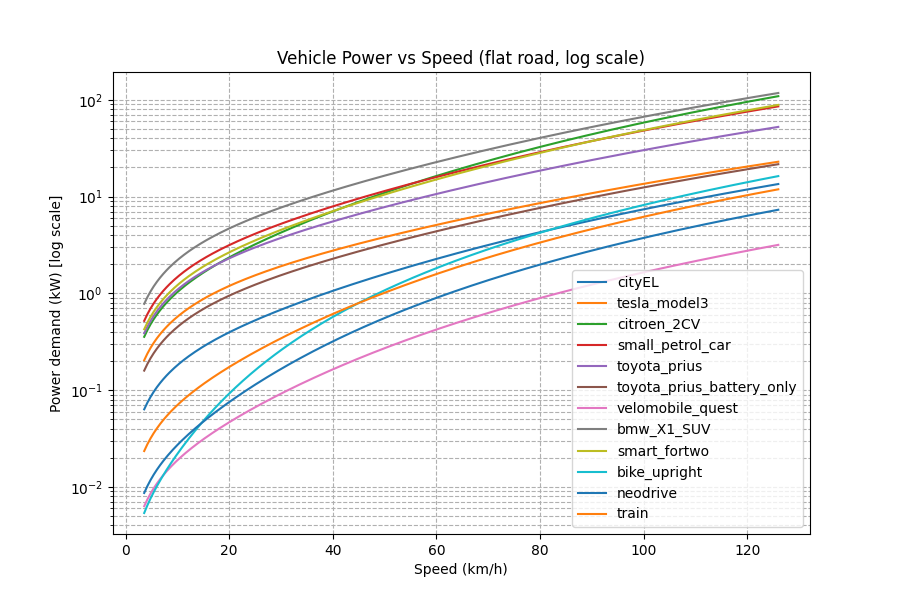 Vehicle Power vs Speed (flat road, log scale)
Power demand (kW) [log scale]
10²
10¹
10⁰
10⁻¹
10⁻²
cityEL
tesla_model3
citroen_2CV
small_petrol_car
toyota_prius
toyota_prius_battery_only
velomobile_quest
bmw_X1_SUV
smart_fortwo
bike_upright
neodrive
train
0 20 40 60 80 100 120
Speed (km/h)